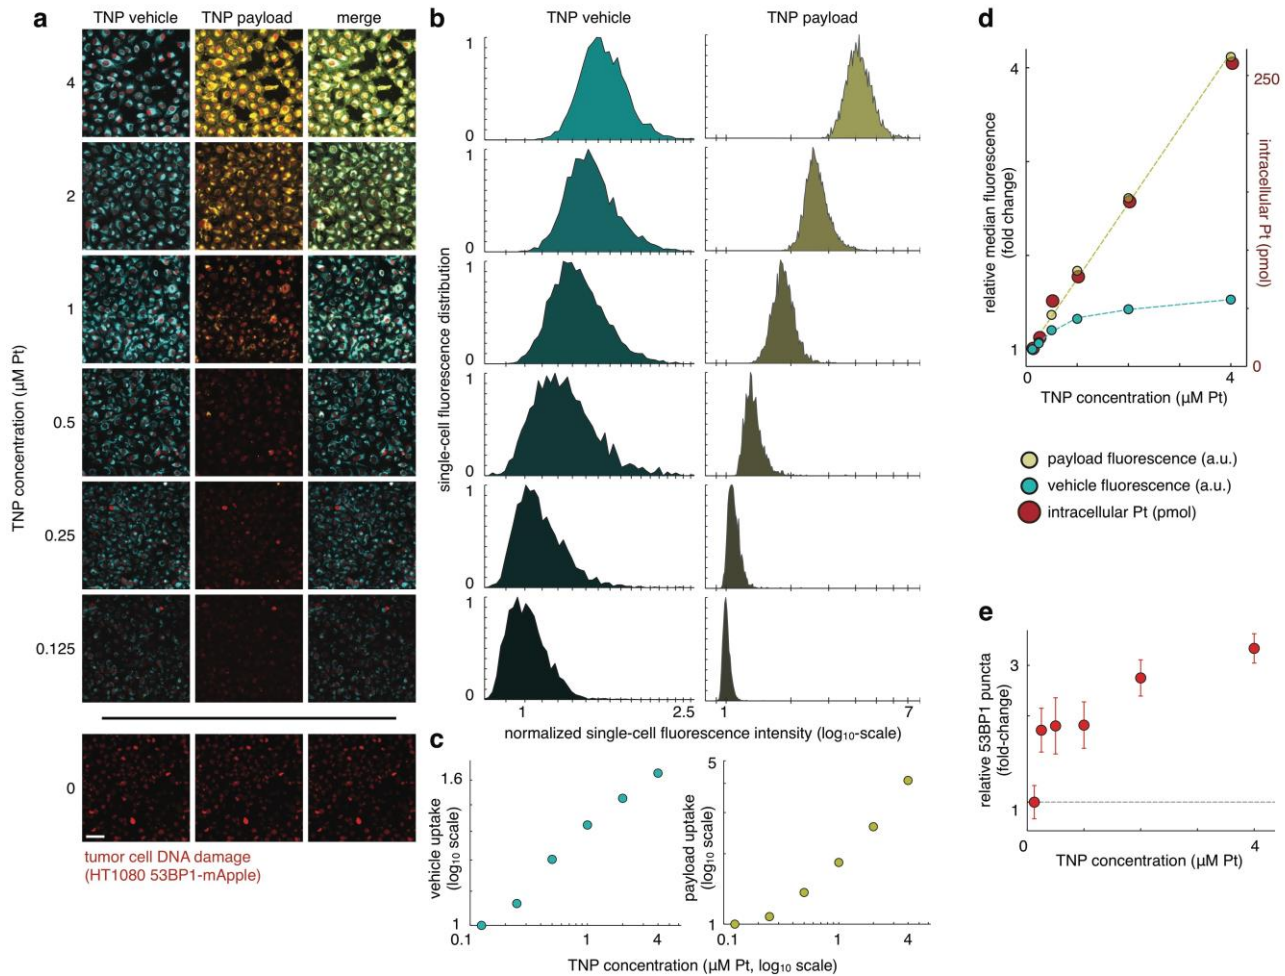 a
TNP vehicle
TNP payload
merge
TNP concentration (µM Pt)
4
2
1
0.5
0.25
0.125
0
tumor cell DNA damage
(HT1080 53BP1-mApple)
b
TNP vehicle
TNP payload
single-cell fluorescence distribution
1
0
1
0
1
0
1
0
1
0
1
0
1
2.5
1
7
normalized single-cell fluorescence intensity (log₁₀-scale)
c
vehicle uptake
(log₁₀ scale)
1.6
1
0.1
1
4
payload uptake
(log₁₀ scale)
5
1
0.1
1
4
TNP concentration (µM Pt, log₁₀ scale)
d
relative median fluorescence
(fold change)
4
1
0
4
250
0
intracellular Pt (pmol)
TNP concentration (µM Pt)
payload fluorescence (a.u.)
vehicle fluorescence (a.u.)
intracellular Pt (pmol)
e
relative 53BP1 puncta
(fold-change)
3
1
0
4
TNP concentration (µM Pt)